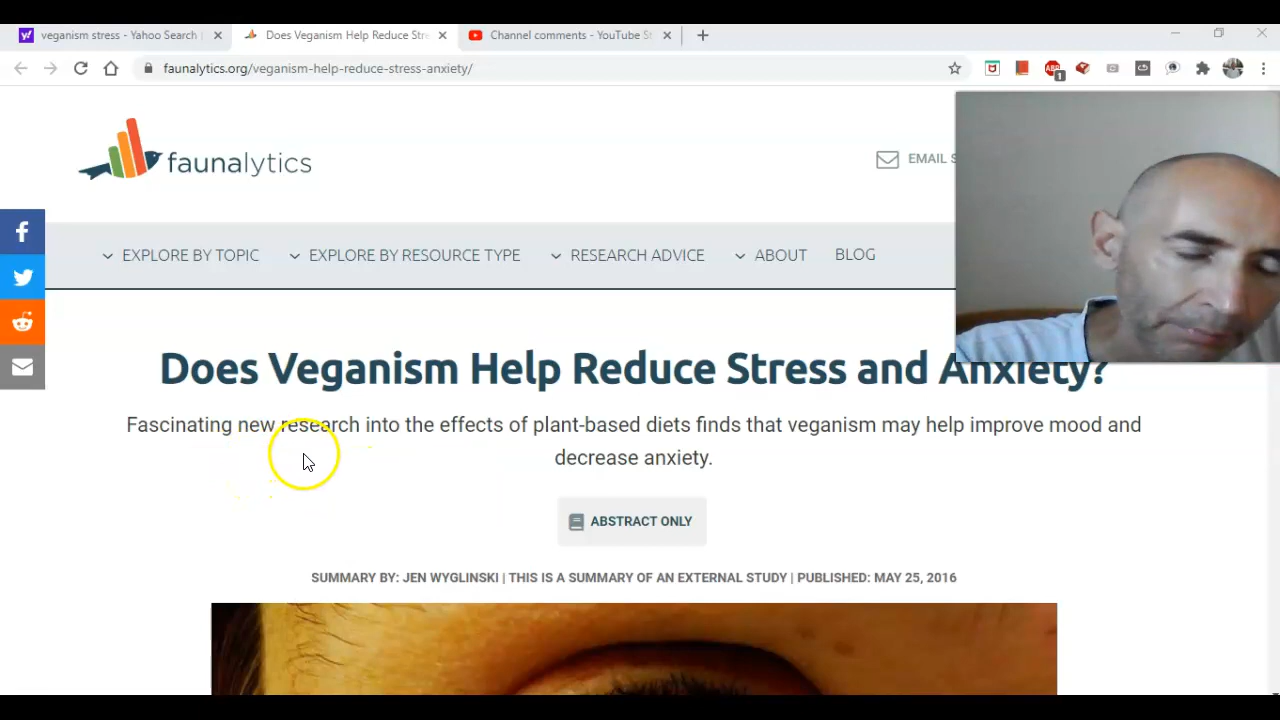 veganism stress - Yahoo Search
Does Veganism Help Reduce Stre
Channel comments - YouTube St
faunalytics.org/veganism-help-reduce-stress-anxiety/
ABP
1
faunalytics
EMAIL S
EXPLORE BY TOPIC
EXPLORE BY RESOURCE TYPE
RESEARCH ADVICE
ABOUT
BLOG
Does Veganism Help Reduce Stress and Anxiety?
Fascinating new research into the effects of plant-based diets finds that veganism may help improve mood and
decrease anxiety.
ABSTRACT ONLY
SUMMARY BY: JEN WYGLINSKI | THIS IS A SUMMARY OF AN EXTERNAL STUDY | PUBLISHED: MAY 25, 2016